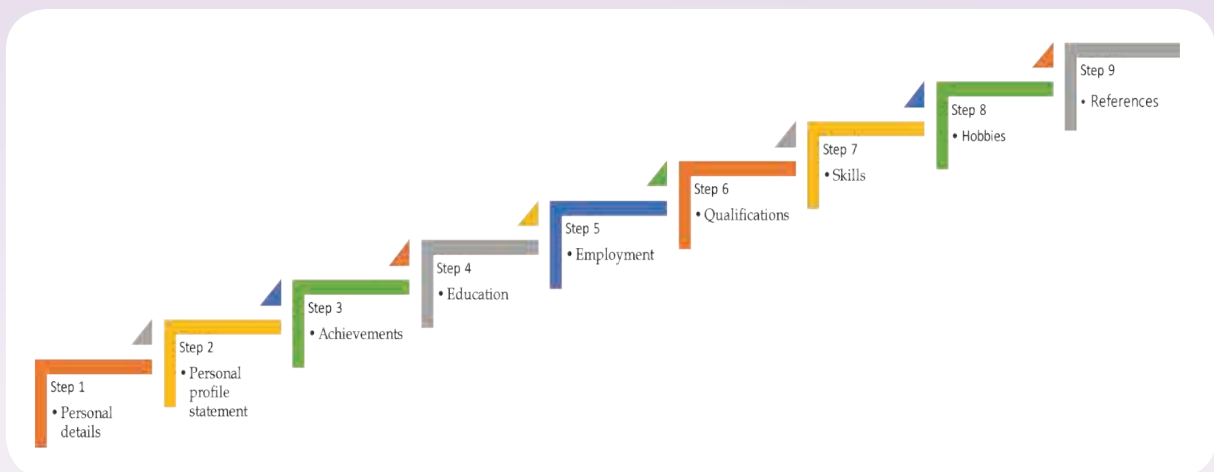 Step 1
• Personal
details
Step 2
• Personal
profile
statement
Step 3
• Achievements
Step 4
• Education
Step 5
• Employment
Step 6
• Qualifications
Step 7
• Skills
Step 8
• Hobbies
Step 9
• References